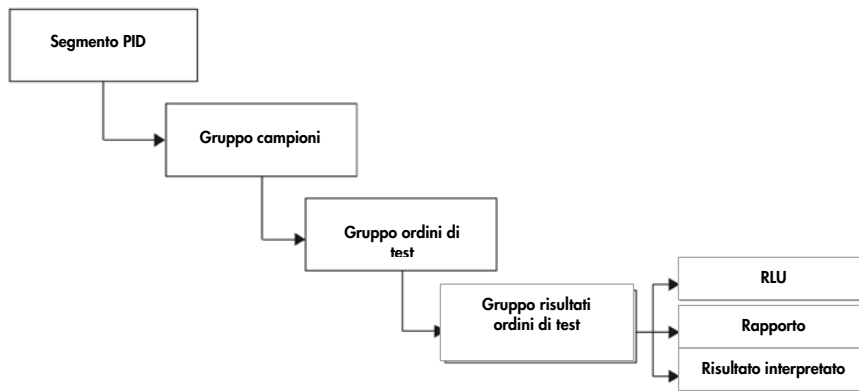 Segmento PID
Gruppo campioni
Gruppo ordini di
test
Gruppo risultati
ordini di test
RLU
Rapporto
Risultato interpretato